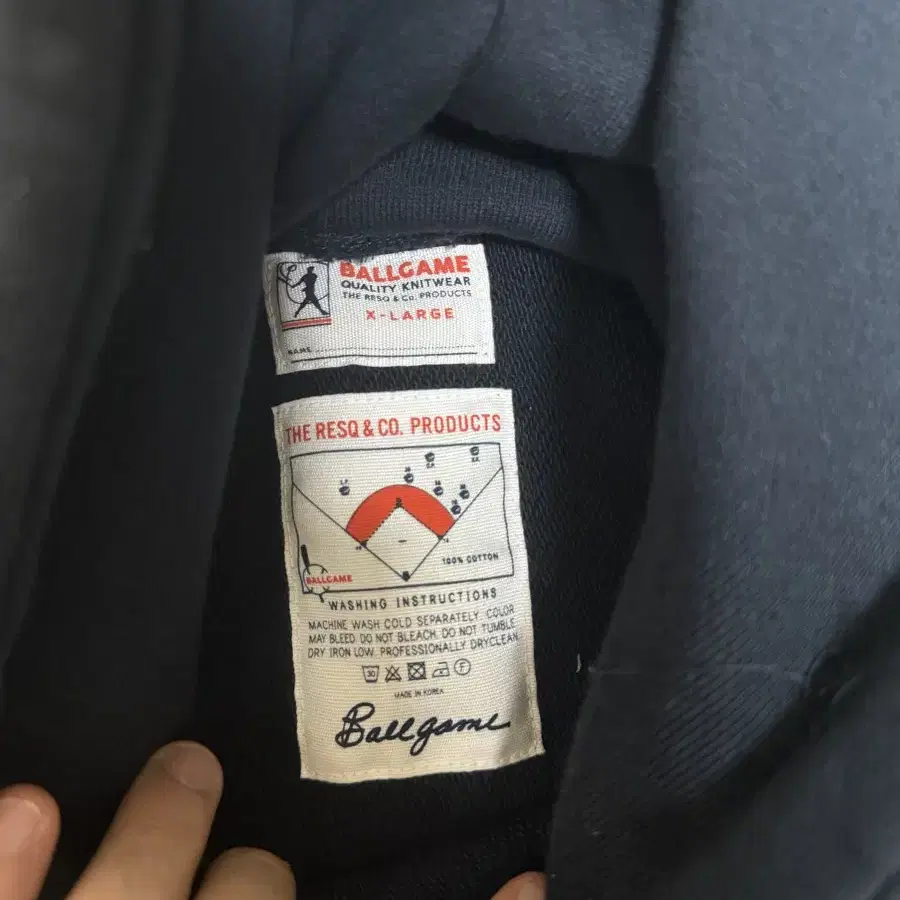 BALLGAME
QUALITY KNITWEAR
THE RESQ & CO. PRODUCTS
X-LARGE
NAME
THE RESQ & CO. PRODUCTS
100% COTTON
BALLGAME
WASHING INSTRUCTIONS
MACHINE WASH COLD SEPARATELY. COLOR
MAY BLEED. DO NOT BLEACH. DO NOT TUMBLE
DRY IRON LOW. PROFESSIONALLY DRYCLEAN.
30
F
MADE IN KOREA
Ballgame